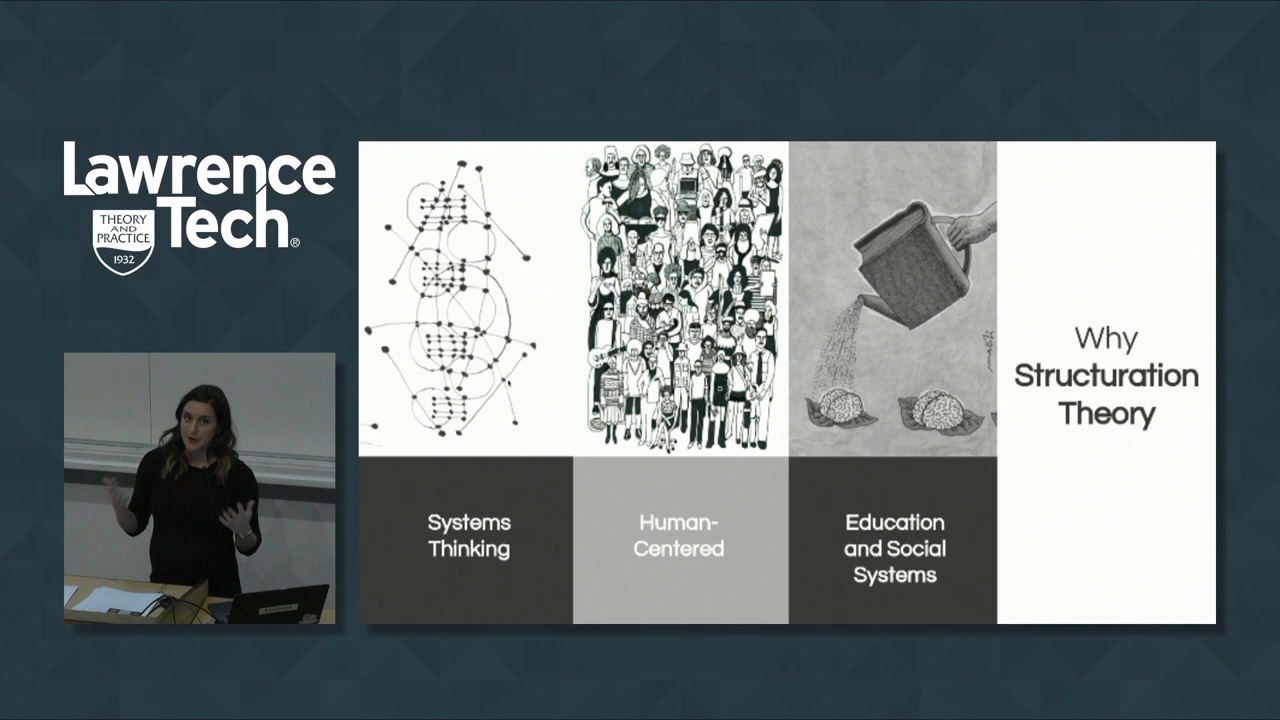 Lawrence
Tech®
THEORY
AND
PRACTICE
1932
Why
Structuration
Theory
Systems
Thinking
Human-
Centered
Education
and Social
Systems